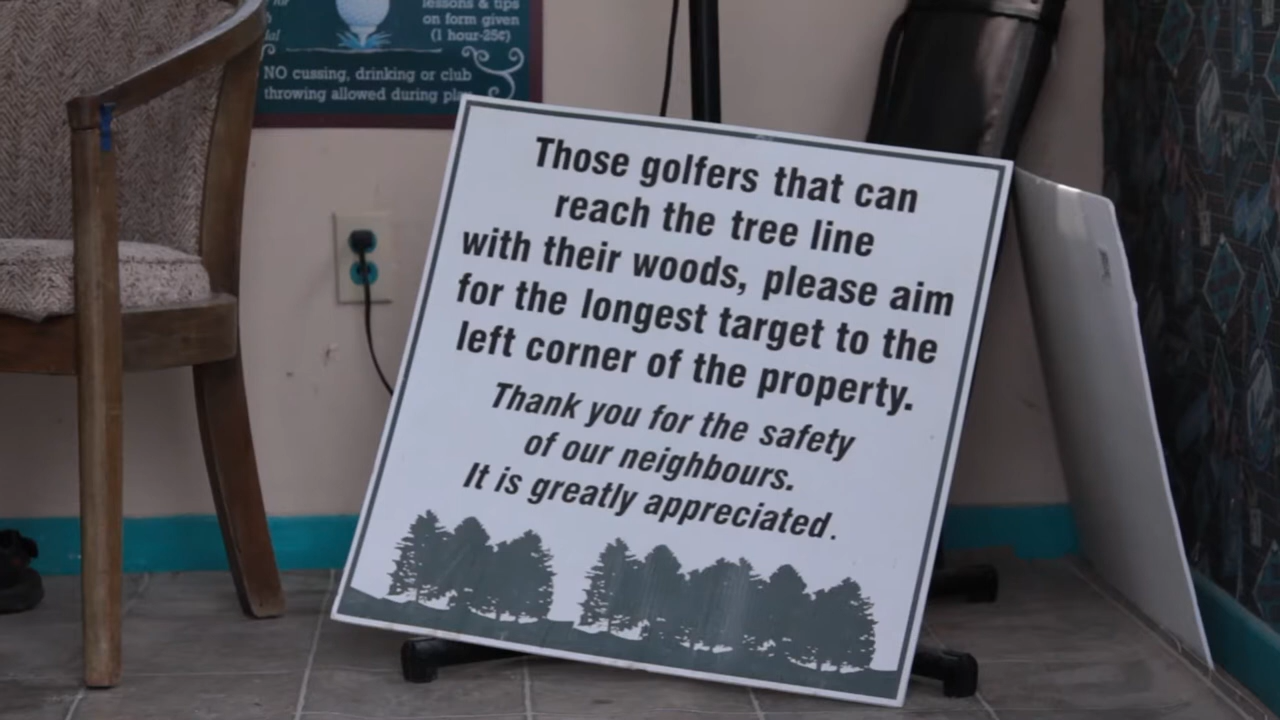 lessons & tips
on form given
(1 hour-25¢)
NO cussing, drinking or club
throwing allowed during
Those golfers that can
reach the tree line
with their woods, please aim
for the longest target to the
left corner of the property.
Thank you for the safety
of our neighbours.
It is greatly appreciated.